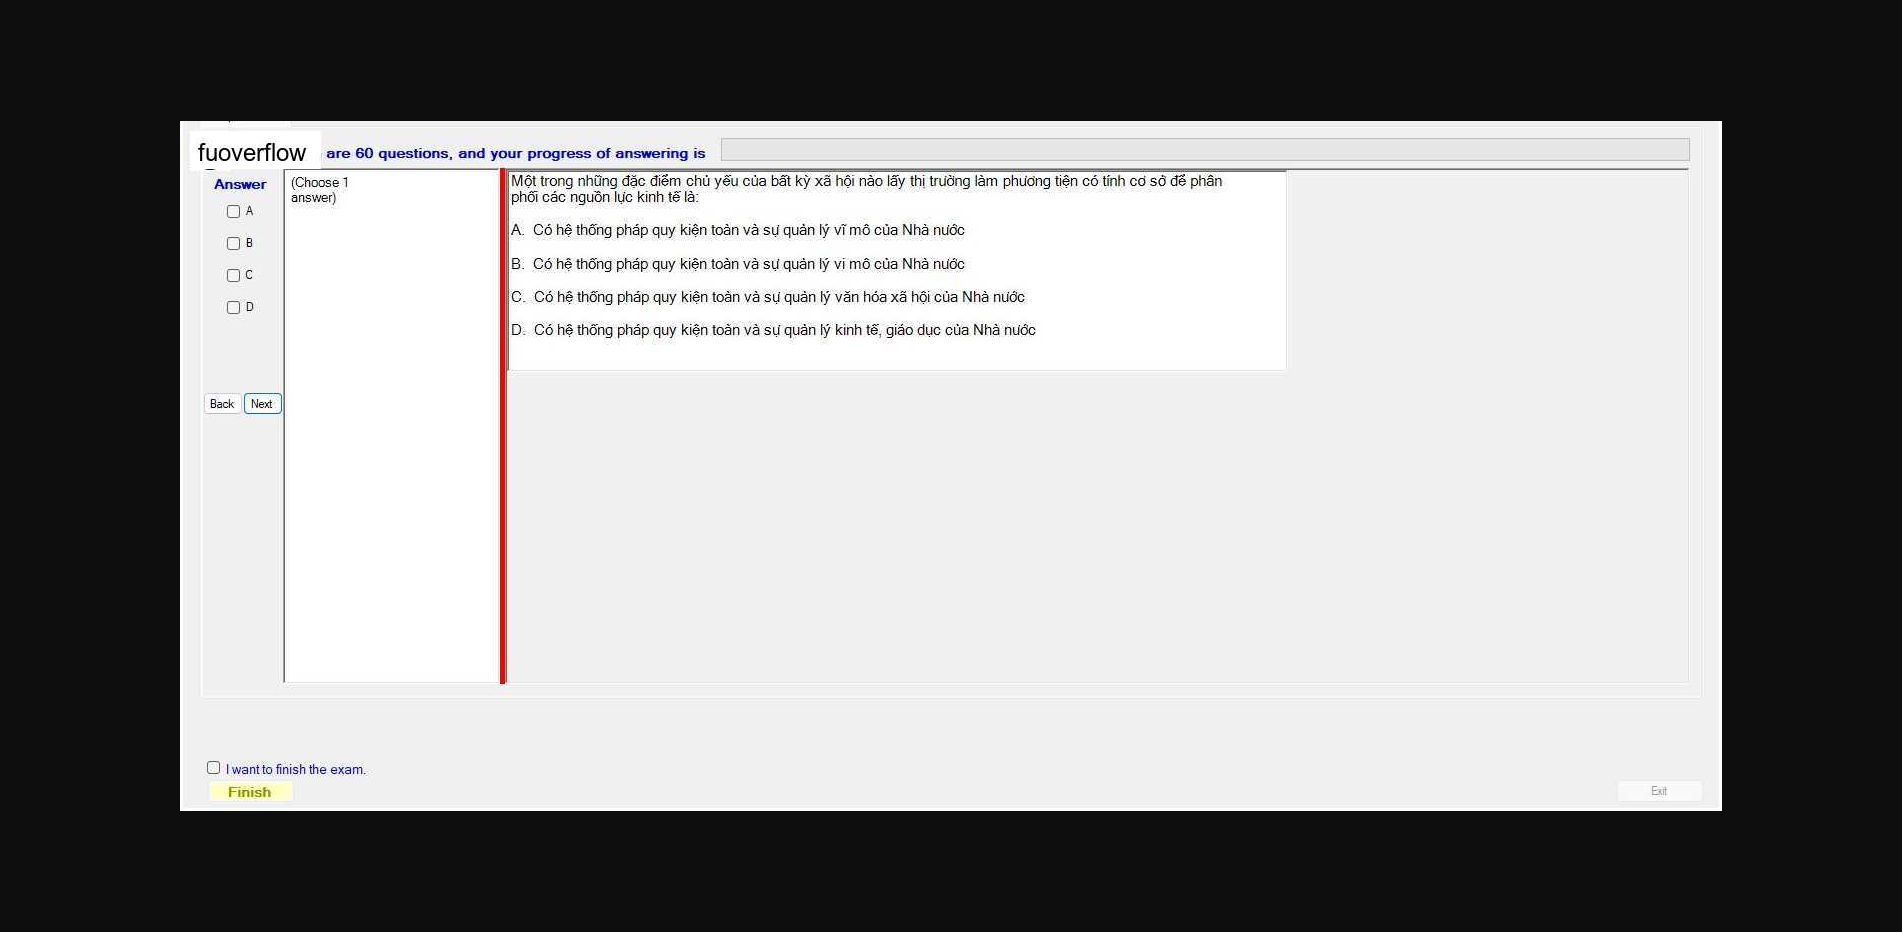 fuoverflow are 60 questions, and your progress of answering is
Answer
A
B
C
D
Back Next
(Choose 1
answer)
Một trong những đặc điểm chủ yếu của bất kỳ xã hội nào lấy thị trường làm phương tiện có tính cơ sở để phân
phối các nguồn lực kinh tế là:
A. Có hệ thống pháp quy kiện toàn và sự quản lý vĩ mô của Nhà nước
B. Có hệ thống pháp quy kiện toàn và sự quản lý vi mô của Nhà nước
C. Có hệ thống pháp quy kiện toàn và sự quản lý văn hóa xã hội của Nhà nước
D. Có hệ thống pháp quy kiện toàn và sự quản lý kinh tế, giáo dục của Nhà nước
I want to finish the exam.
Finish
Exit